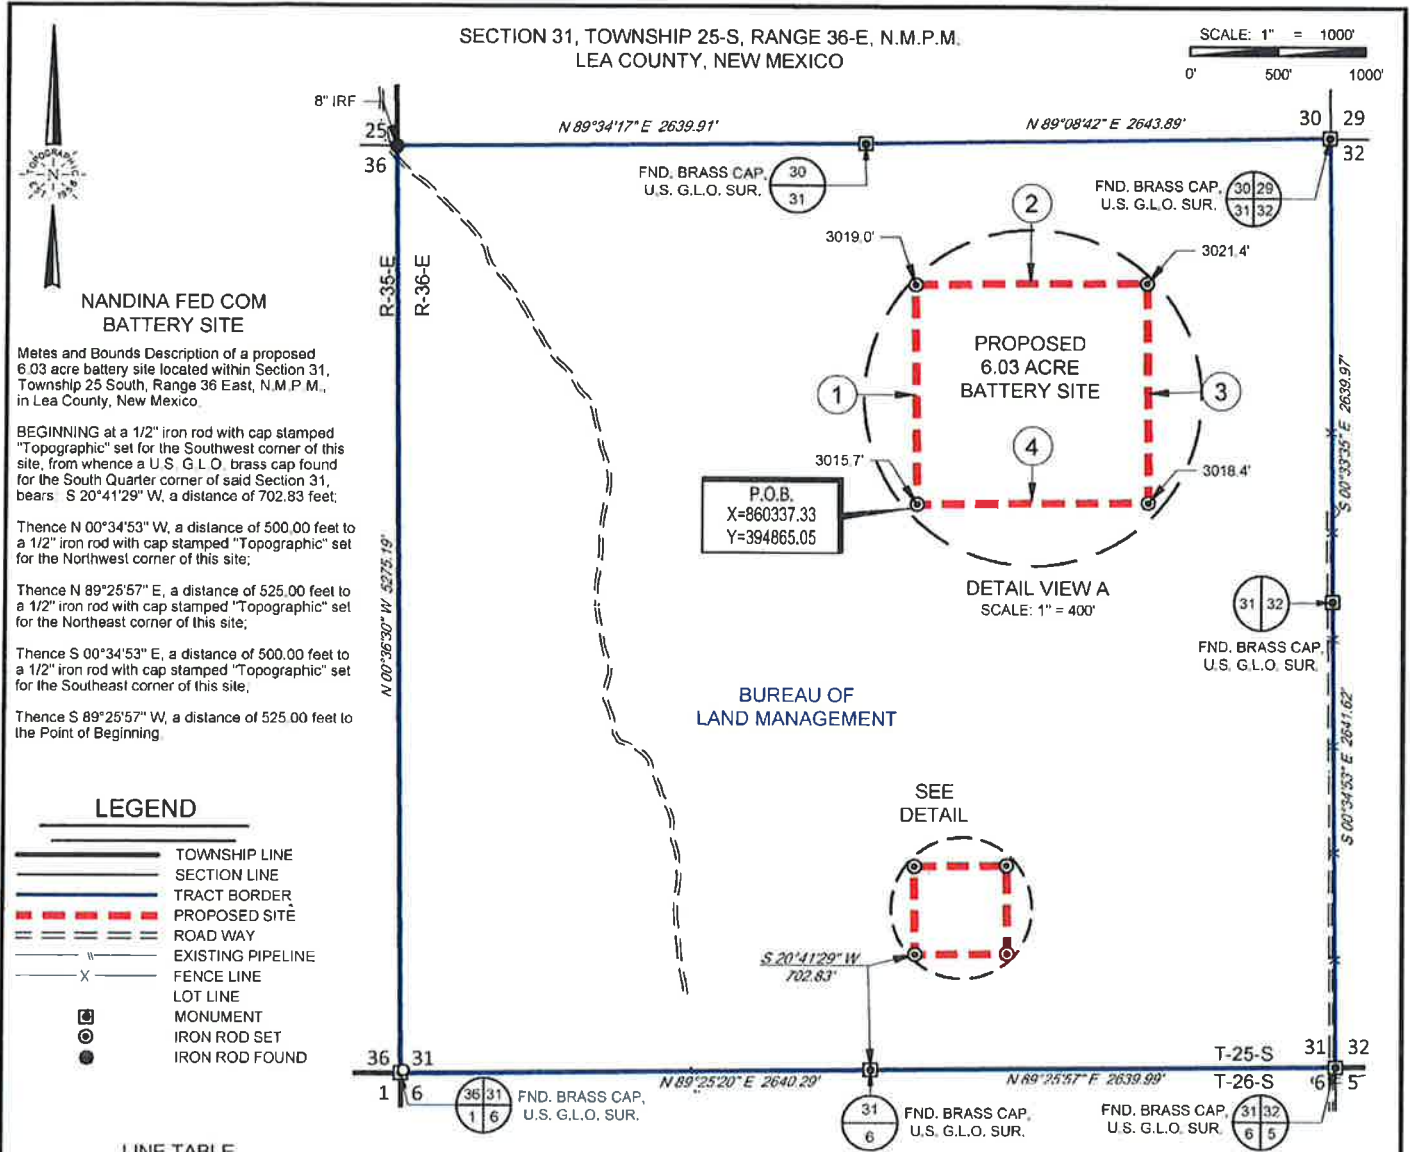 SECTION 31, TOWNSHIP 25-S, RANGE 36-E, N.M.P.M.
LEA COUNTY, NEW MEXICO
SCALE: 1" = 1000'
0' 500' 1000'
8" IRF
25
36
N 89°34'17" E 2639.91'
N 89°08'42" E 2643.89'
30 29
32
TOPOGRAPHIC
N
EST. 1958
FND. BRASS CAP,
U.S. G.L.O. SUR.
30
31
FND. BRASS CAP,
U.S. G.L.O. SUR.
30 29
31 32
R-35-E
R-36-E
2
3019.0'
3021.4'
PROPOSED
6.03 ACRE
BATTERY SITE
1
3
4
3015.7'
3018.4'
P.O.B.
X=860337.33
Y=394865.05
DETAIL VIEW A
SCALE: 1" = 400'
S 00°33'35" E 2639.97'
31 32
FND. BRASS CAP,
U.S. G.L.O. SUR.
NANDINA FED COM
BATTERY SITE
Metes and Bounds Description of a proposed
6.03 acre battery site located within Section 31,
Township 25 South, Range 36 East, N.M.P.M.,
in Lea County, New Mexico.
BEGINNING at a 1/2" iron rod with cap stamped
"Topographic" set for the Southwest corner of this
site, from whence a U.S. G.L.O. brass cap found
for the South Quarter corner of said Section 31,
bears: S 20°41'29" W, a distance of 702.83 feet;
Thence N 00°34'53" W, a distance of 500.00 feet to
a 1/2" iron rod with cap stamped "Topographic" set
for the Northwest corner of this site;
Thence N 89°25'57" E, a distance of 525.00 feet to
a 1/2" iron rod with cap stamped "Topographic" set
for the Northeast corner of this site;
Thence S 00°34'53" E, a distance of 500.00 feet to
a 1/2" iron rod with cap stamped "Topographic" set
for the Southeast corner of this site;
Thence S 89°25'57" W, a distance of 525.00 feet to
the Point of Beginning.
N 00°36'30" W 5275.19'
BUREAU OF
LAND MANAGEMENT
S 00°34'53" E 2641.62'
SEE
DETAIL
S 20°41'29" W
702.83'
LEGEND
TOWNSHIP LINE
SECTION LINE
TRACT BORDER
PROPOSED SITE
ROAD WAY
EXISTING PIPELINE
X FENCE LINE
LOT LINE
MONUMENT
IRON ROD SET
IRON ROD FOUND
36 31
1 6
N 89°25'20" E 2640.29'
N 89°25'57" E 2639.99'
T-25-S
T-26-S
31 32
6 5
36 31
1 6
FND. BRASS CAP,
U.S. G.L.O. SUR.
31
6
FND. BRASS CAP,
U.S. G.L.O. SUR.
FND. BRASS CAP,
U.S. G.L.O. SUR.
31 32
6 5
LINE TABLE